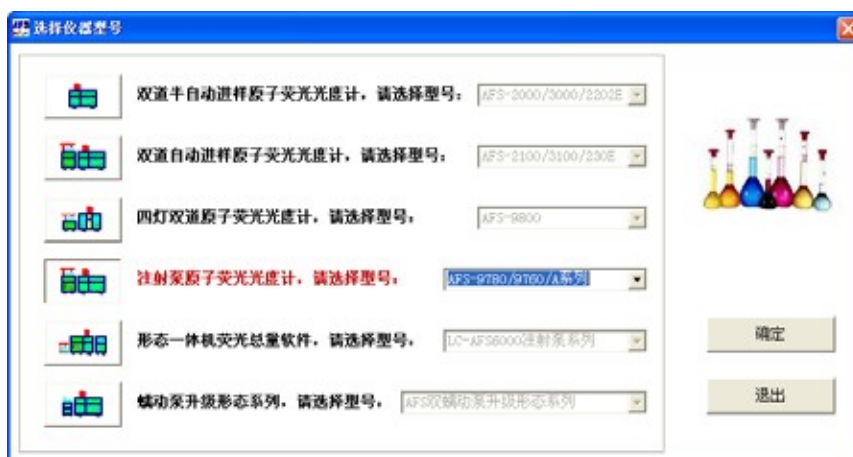 选择仪器型号
双道半自动进样原子荧光光度计，请选择型号： AFS-2000/3000/2202E
双道自动进样原子荧光光度计，请选择型号： AFS-2100/3100/230E
四灯双道原子荧光光度计，请选择型号： AFS-9800
注射泵原子荧光光度计，请选择型号： AFS-9780/9760/A系列
形态一体机荧光总量软件，请选择型号， LC-AFS6000注射泵系列
确定
蠕动泵升级形态系列，请选择型号， AFS双蠕动泵升级形态系列
退出